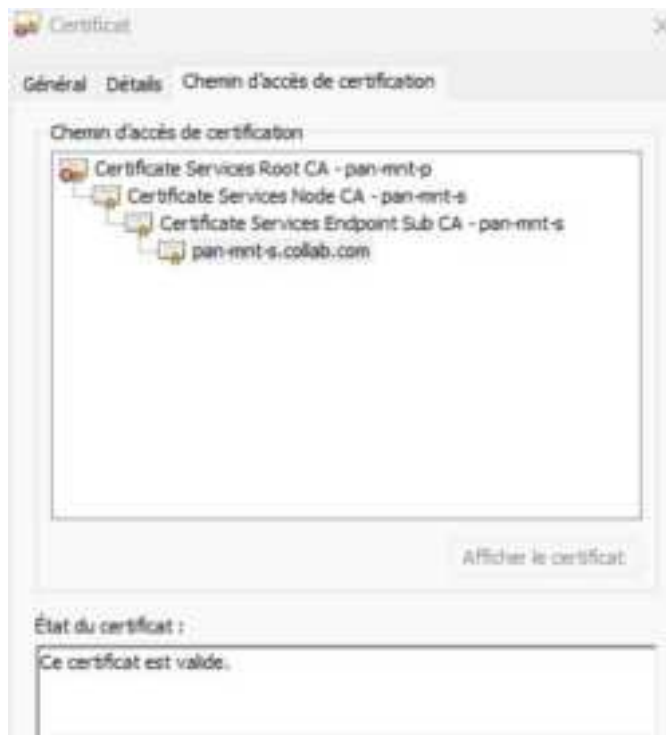 Certificat
Général Détails Chemin d'accès de certification
Chemin d'accès de certification
Certificate Services Root CA - pan-mnt-p
Certificate Services Node CA - pan-mnt-s
Certificate Services Endpoint Sub CA - pan-mnt-s
pan-mnt-s.collab.com
Afficher le certificat
État du certificat :
Ce certificat est valide.